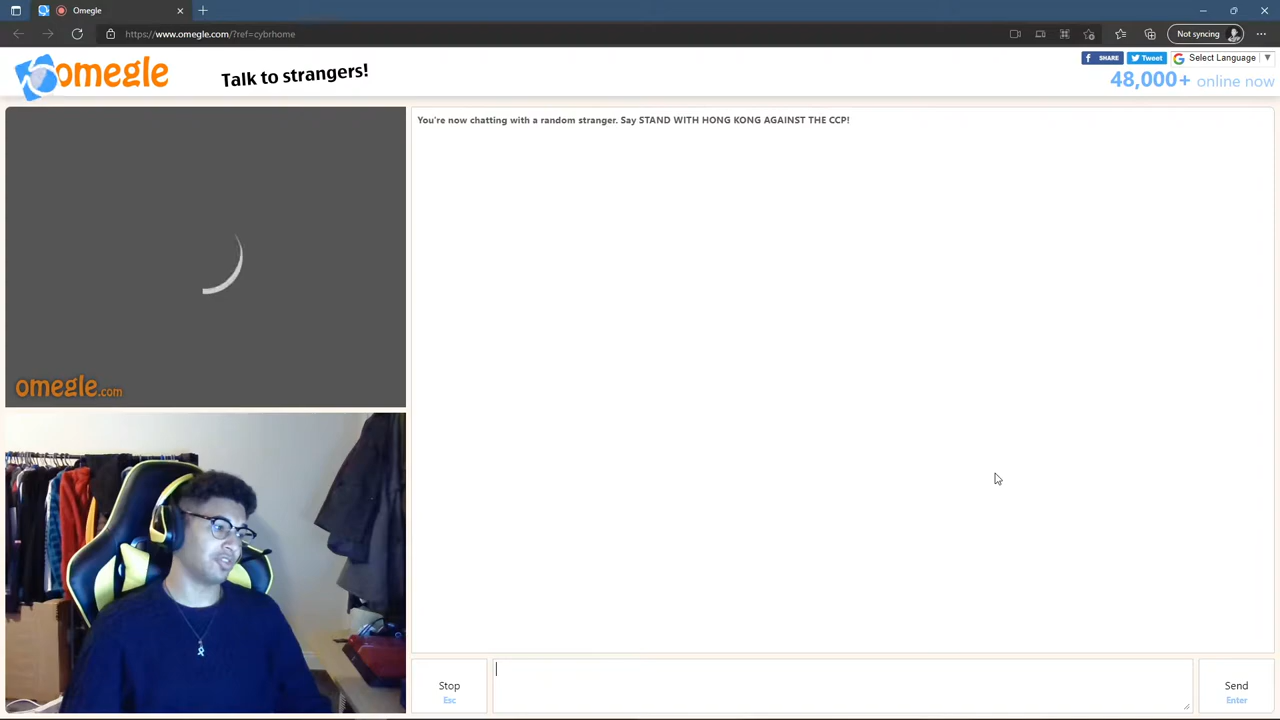 Omegle
https://www.omegle.com/?ref=cybrhome
Not syncing
omegle
Talk to strangers!
SHARE
Tweet
Select Language
48,000+ online now
You're now chatting with a random stranger. Say STAND WITH HONG KONG AGAINST THE CCP!
omegle.com
Stop
Esc
Send
Enter